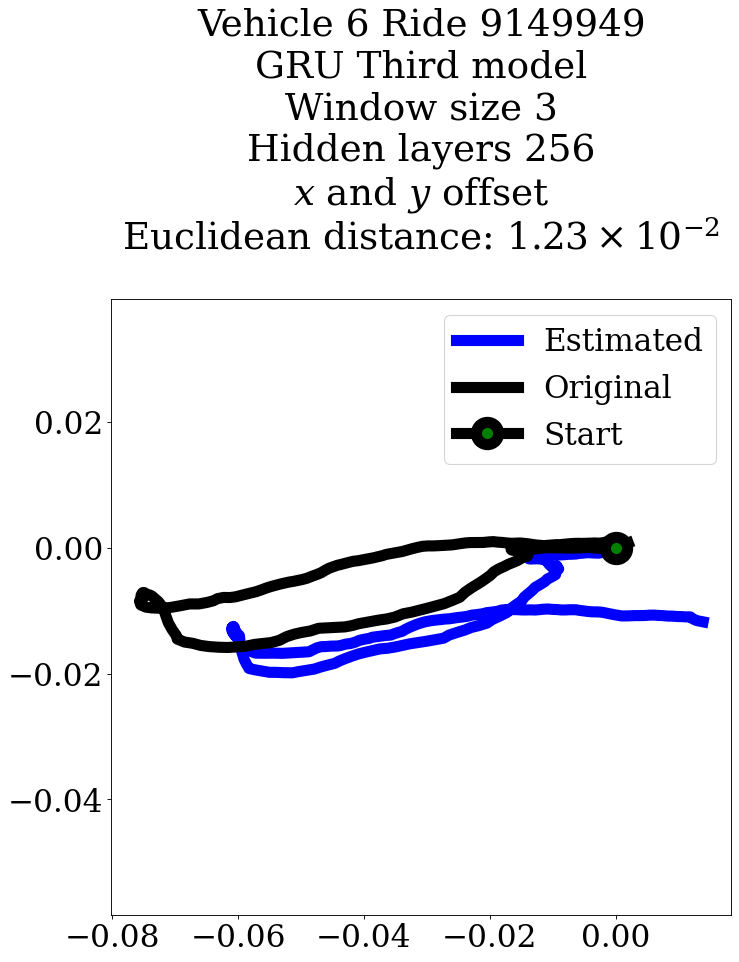 Vehicle 6 Ride 9149949
GRU Third model
Window size 3
Hidden layers 256
x and y offset
Euclidean distance: 1.23 × 10⁻²
Estimated
Original
Start
0.02
0.00
−0.02
−0.04
−0.08 −0.06 −0.04 −0.02 0.00